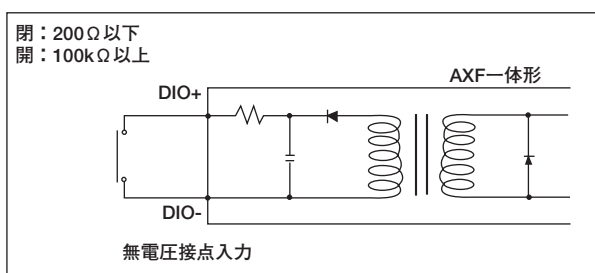 閉：200Ω以下
開：100kΩ以上
AXF一体形
DIO+
DIO-
無電圧接点入力